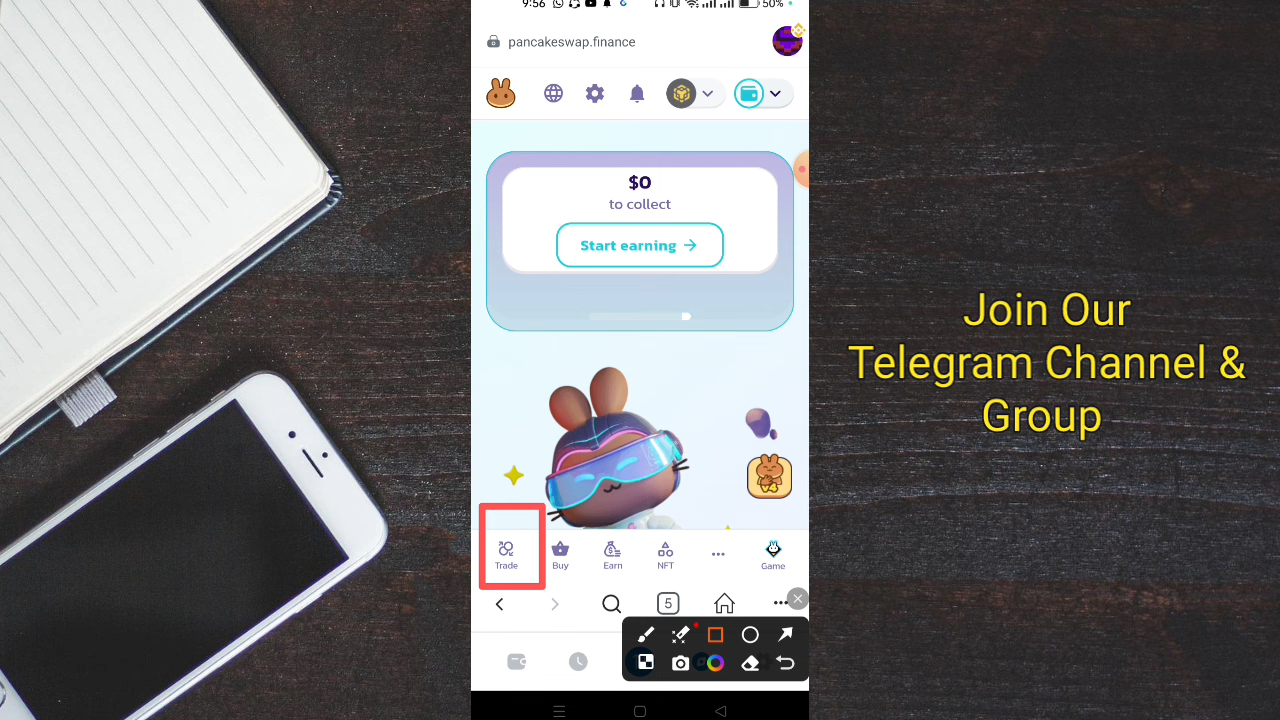 9:56
50%
pancakeswap.finance
$0
to collect
Start earning
Trade
Buy
Earn
NFT
Game
5
Join Our
Telegram Channel &
Group